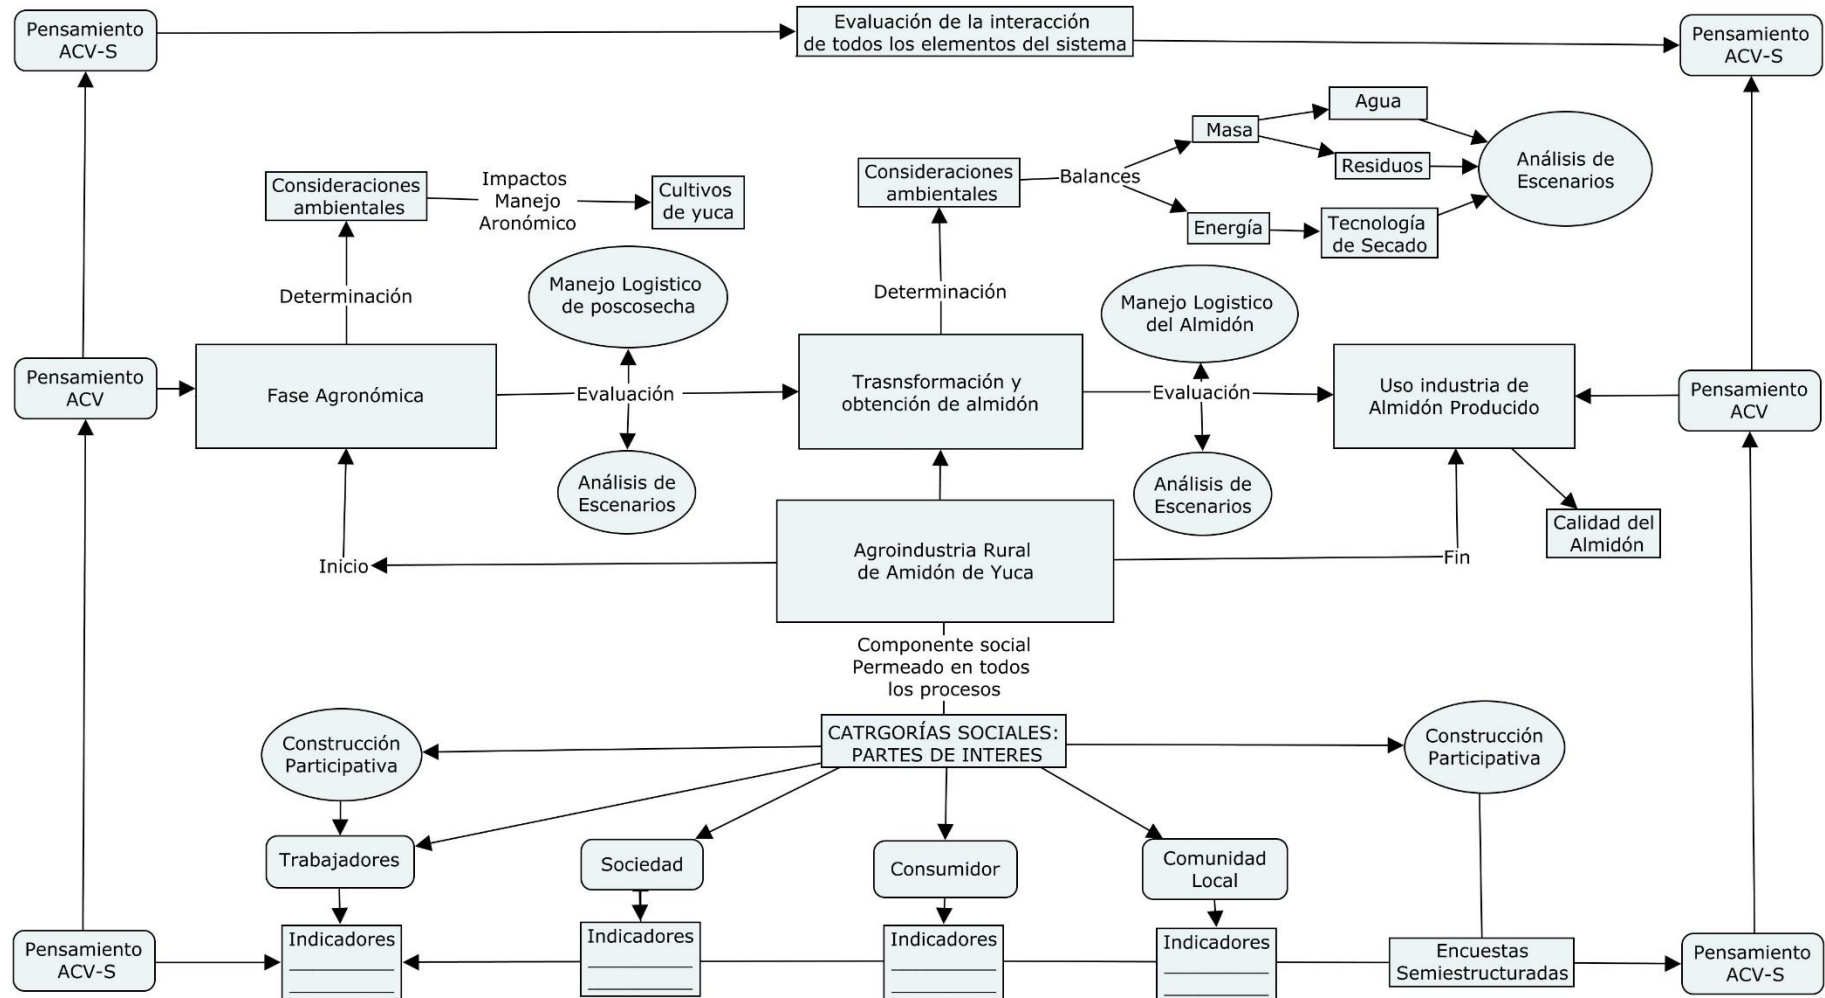 Pensamiento
ACV-S
Evaluación de la interacción
de todos los elementos del sistema
Pensamiento
ACV-S
Consideraciones
ambientales
Impactos
Manejo
Aronómico
Cultivos
de yuca
Consideraciones
ambientales
Balances
Masa
Agua
Residuos
Energía
Tecnología
de Secado
Análisis de
Escenarios
Determinación
Manejo Logistico
de poscosecha
Determinación
Manejo Logistico
del Almidón
Pensamiento
ACV
Fase Agronómica
Evaluación
Trasnsformación y
obtención de almidón
Evaluación
Uso industria de
Almidón Producido
Pensamiento
ACV
Análisis de
Escenarios
Análisis de
Escenarios
Calidad del
Almidón
Inicio
Agroindustria Rural
de Amidón de Yuca
Fin
Componente social
Permeado en todos
los procesos
Construcción
Participativa
CATRGORÍAS SOCIALES:
PARTES DE INTERES
Construcción
Participativa
Trabajadores
Sociedad
Consumidor
Comunidad
Local
Pensamiento
ACV-S
Indicadores
Indicadores
Indicadores
Indicadores
Encuestas
Semiestructuradas
Pensamiento
ACV-S